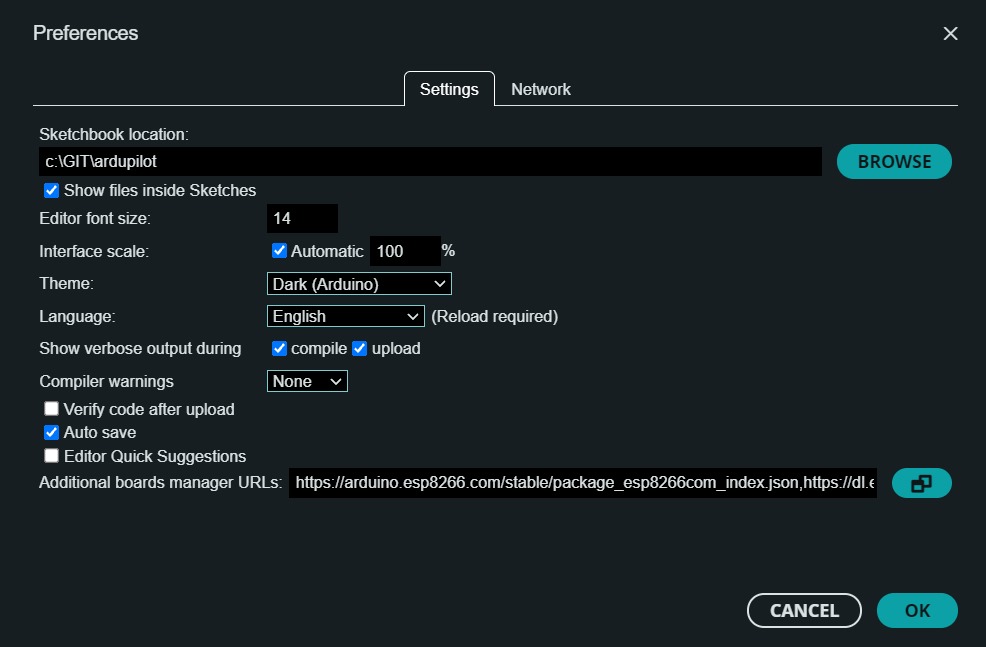 Preferences
Settings Network
Sketchbook location:
c:\GIT\ardupilot BROWSE
Show files inside Sketches
Editor font size: 14
Interface scale: Automatic 100 %
Theme: Dark (Arduino)
Language: English (Reload required)
Show verbose output during compile upload
Compiler warnings None
Verify code after upload
Auto save
Editor Quick Suggestions
Additional boards manager URLs: https://arduino.esp8266.com/stable/package_esp8266com_index.json,https://dl.e
CANCEL OK